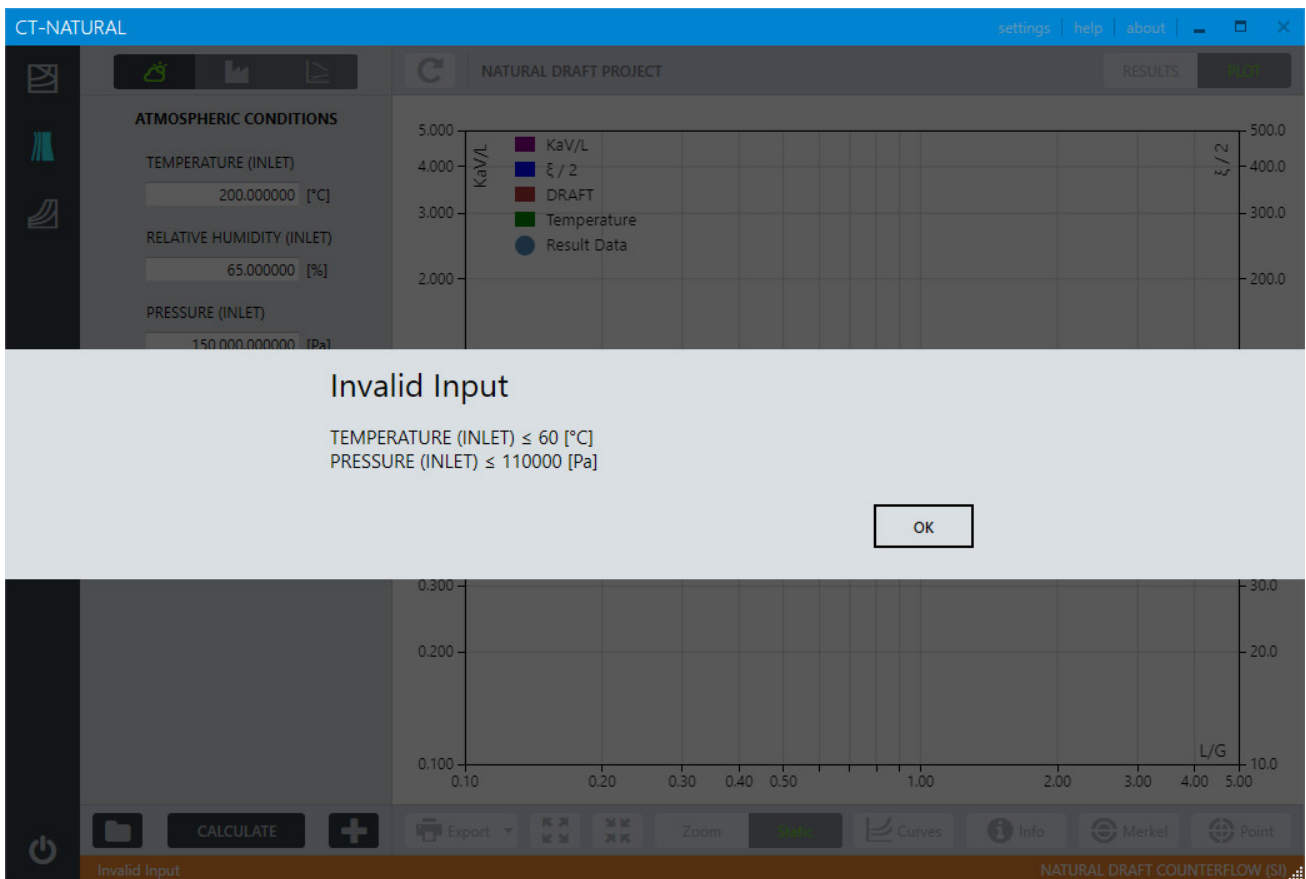 CT-NATURAL
settings | help | about
NATURAL DRAFT PROJECT
RESULTS
PLOT
ATMOSPHERIC CONDITIONS
TEMPERATURE (INLET)
200.000000 [°C]
RELATIVE HUMIDITY (INLET)
65.000000 [%]
PRESSURE (INLET)
150,000.000000 [Pa]
5.000
4.000
3.000
2.000
KaV/L
KaV/L
ξ / 2
DRAFT
Temperature
Result Data
ξ / 2
500.0
400.0
300.0
200.0
Invalid Input
TEMPERATURE (INLET) ≤ 60 [°C]
PRESSURE (INLET) ≤ 110000 [Pa]
OK
0.300
0.200
0.100
30.0
20.0
10.0
L/G
0.10 0.20 0.30 0.40 0.50 1.00 2.00 3.00 4.00 5.00
CALCULATE
Export
Zoom
Static
Curves
Info
Merkel
Point
Invalid Input
NATURAL DRAFT COUNTERFLOW (SI)